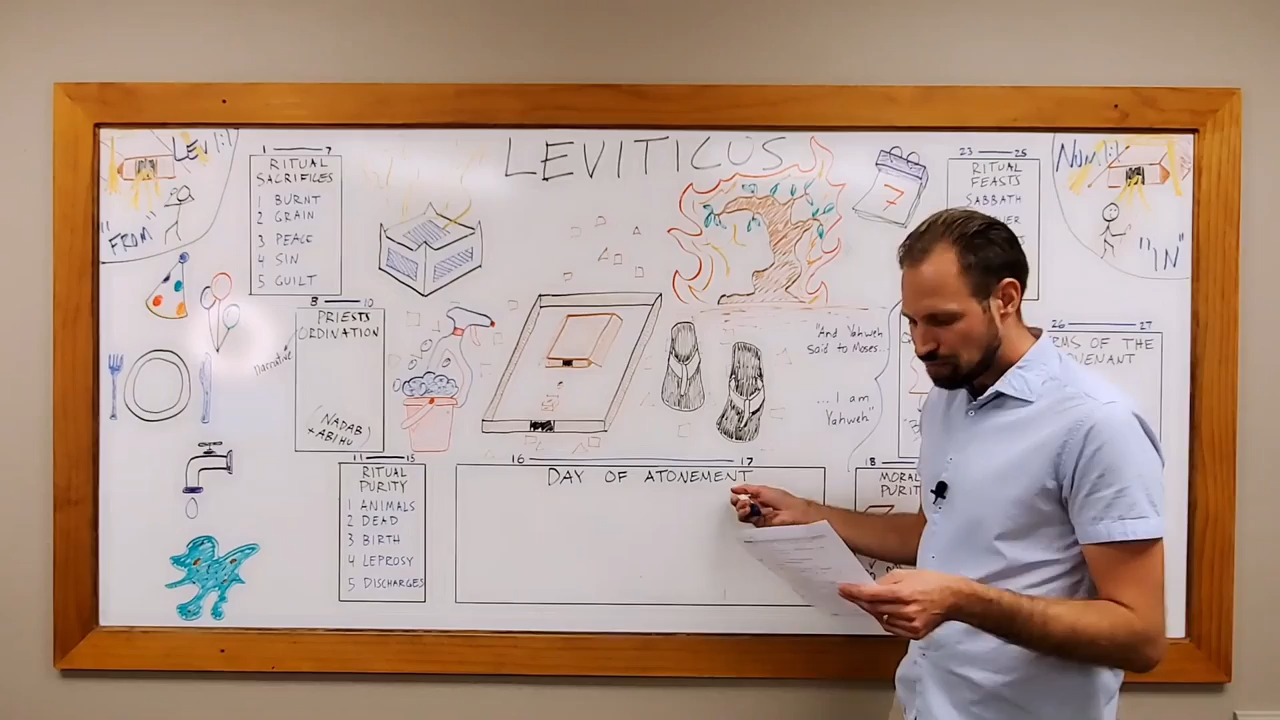 LEVITICUS
LEV 1:1
"FROM"
1 7
RITUAL
SACRIFICES
1 BURNT
2 GRAIN
3 PEACE
4 SIN
5 GUILT
8 10
PRIESTS
ORDINATION
Narrative
(NADAB
+ ABIHU)
11 15
RITUAL
PURITY
1 ANIMALS
2 DEAD
3 BIRTH
4 LEPROSY
5 DISCHARGES
16 17
DAY OF ATONEMENT
7
"And Yahweh
said to Moses...
... I am
Yahweh"
18
MORAL
PURIT
23 25
RITUAL
FEASTS
SABBATH
26 27
RMS OF THE
OVENANT
NUM 1:1
"IN"